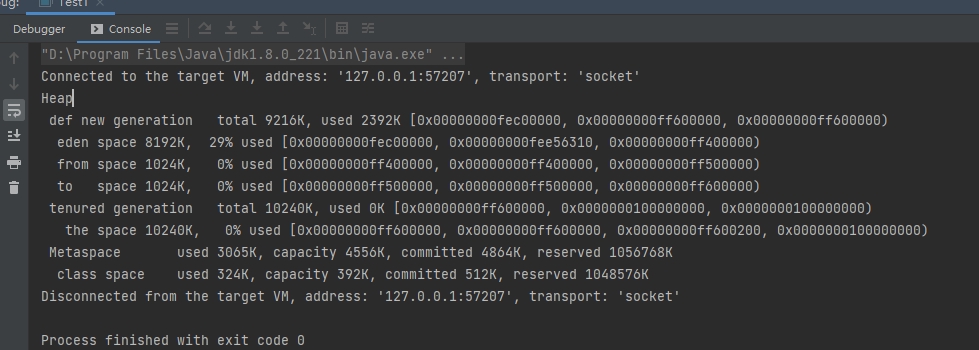 ug: Test1 ×
Debugger Console
"D:\Program Files\Java\jdk1.8.0_221\bin\java.exe" ...
Connected to the target VM, address: '127.0.0.1:57207', transport: 'socket'
Heap
 def new generation   total 9216K, used 2392K [0x00000000fec00000, 0x00000000ff600000, 0x00000000ff600000)
  eden space 8192K,  29% used [0x00000000fec00000, 0x00000000fee56310, 0x00000000ff400000)
  from space 1024K,   0% used [0x00000000ff400000, 0x00000000ff400000, 0x00000000ff500000)
  to   space 1024K,   0% used [0x00000000ff500000, 0x00000000ff500000, 0x00000000ff600000)
 tenured generation   total 10240K, used 0K [0x00000000ff600000, 0x0000000100000000, 0x0000000100000000)
   the space 10240K,   0% used [0x00000000ff600000, 0x00000000ff600000, 0x00000000ff600200, 0x0000000100000000)
 Metaspace       used 3065K, capacity 4556K, committed 4864K, reserved 1056768K
  class space    used 324K, capacity 392K, committed 512K, reserved 1048576K
Disconnected from the target VM, address: '127.0.0.1:57207', transport: 'socket'
Process finished with exit code 0